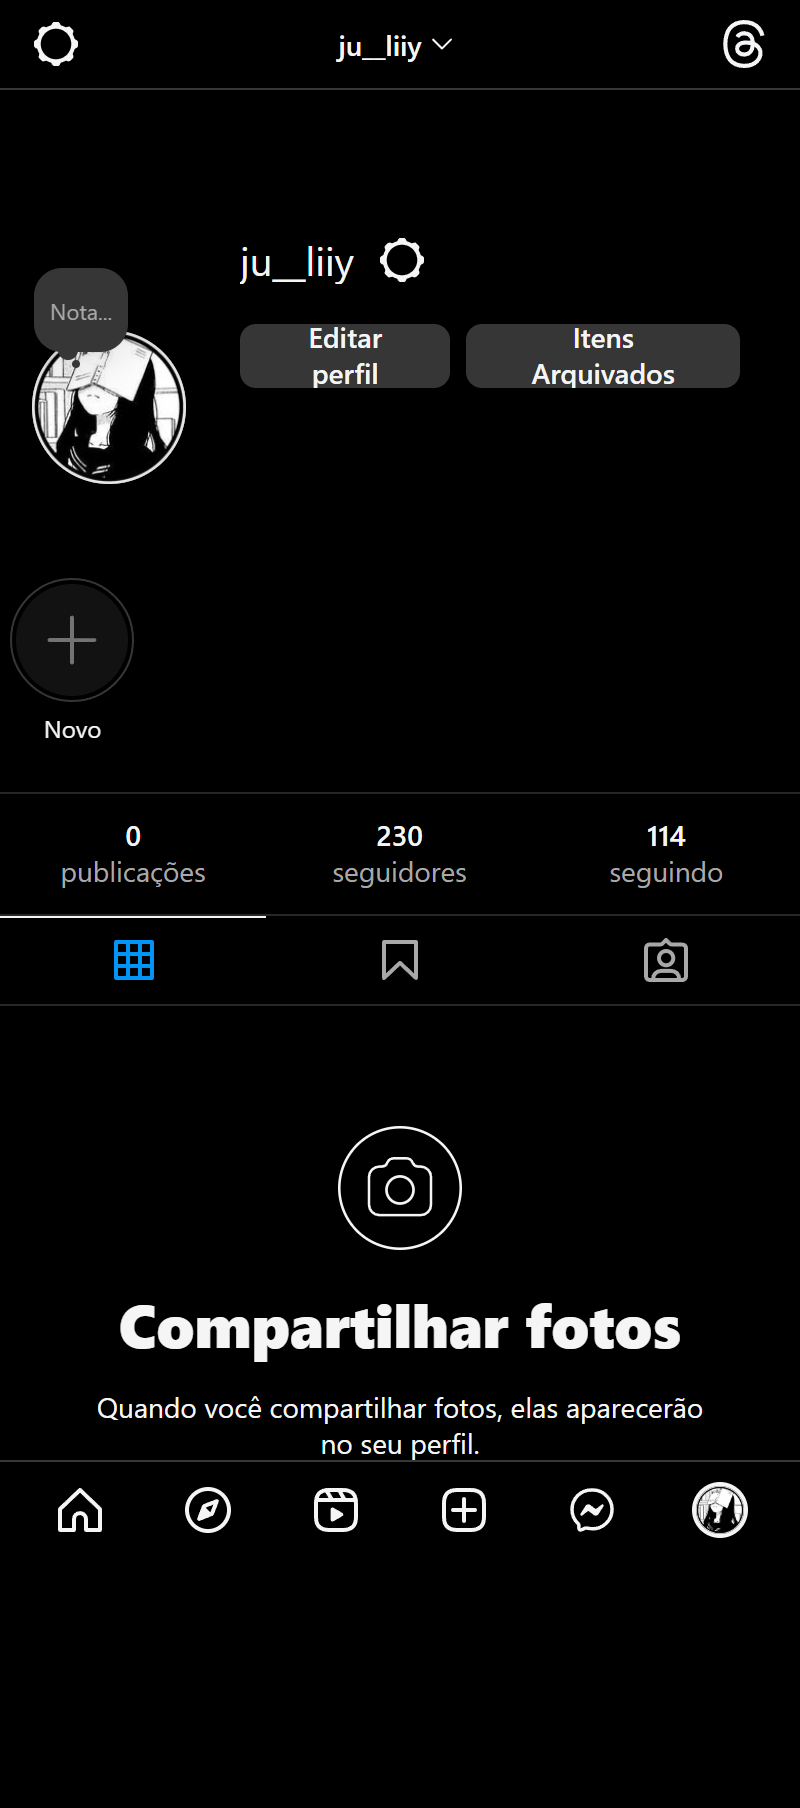 ju__liiy
ju__liiy
Nota...
Editar
perfil
Itens
Arquivados
Novo
0
publicações
230
seguidores
114
seguindo
Compartilhar fotos
Quando você compartilhar fotos, elas aparecerão
no seu perfil.